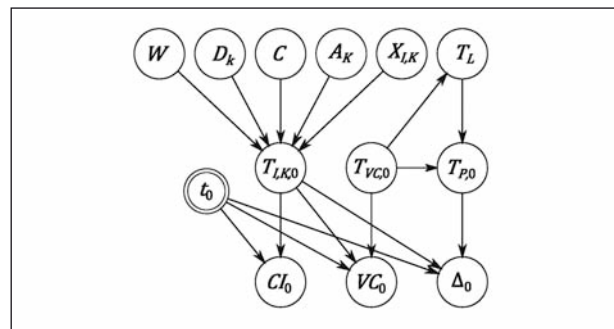 W D_k C A_K X_{I,K} T_L
T_{I,K,0} T_{VC,0} T_{P,0}
t_0
CI_0 VC_0 Δ_0